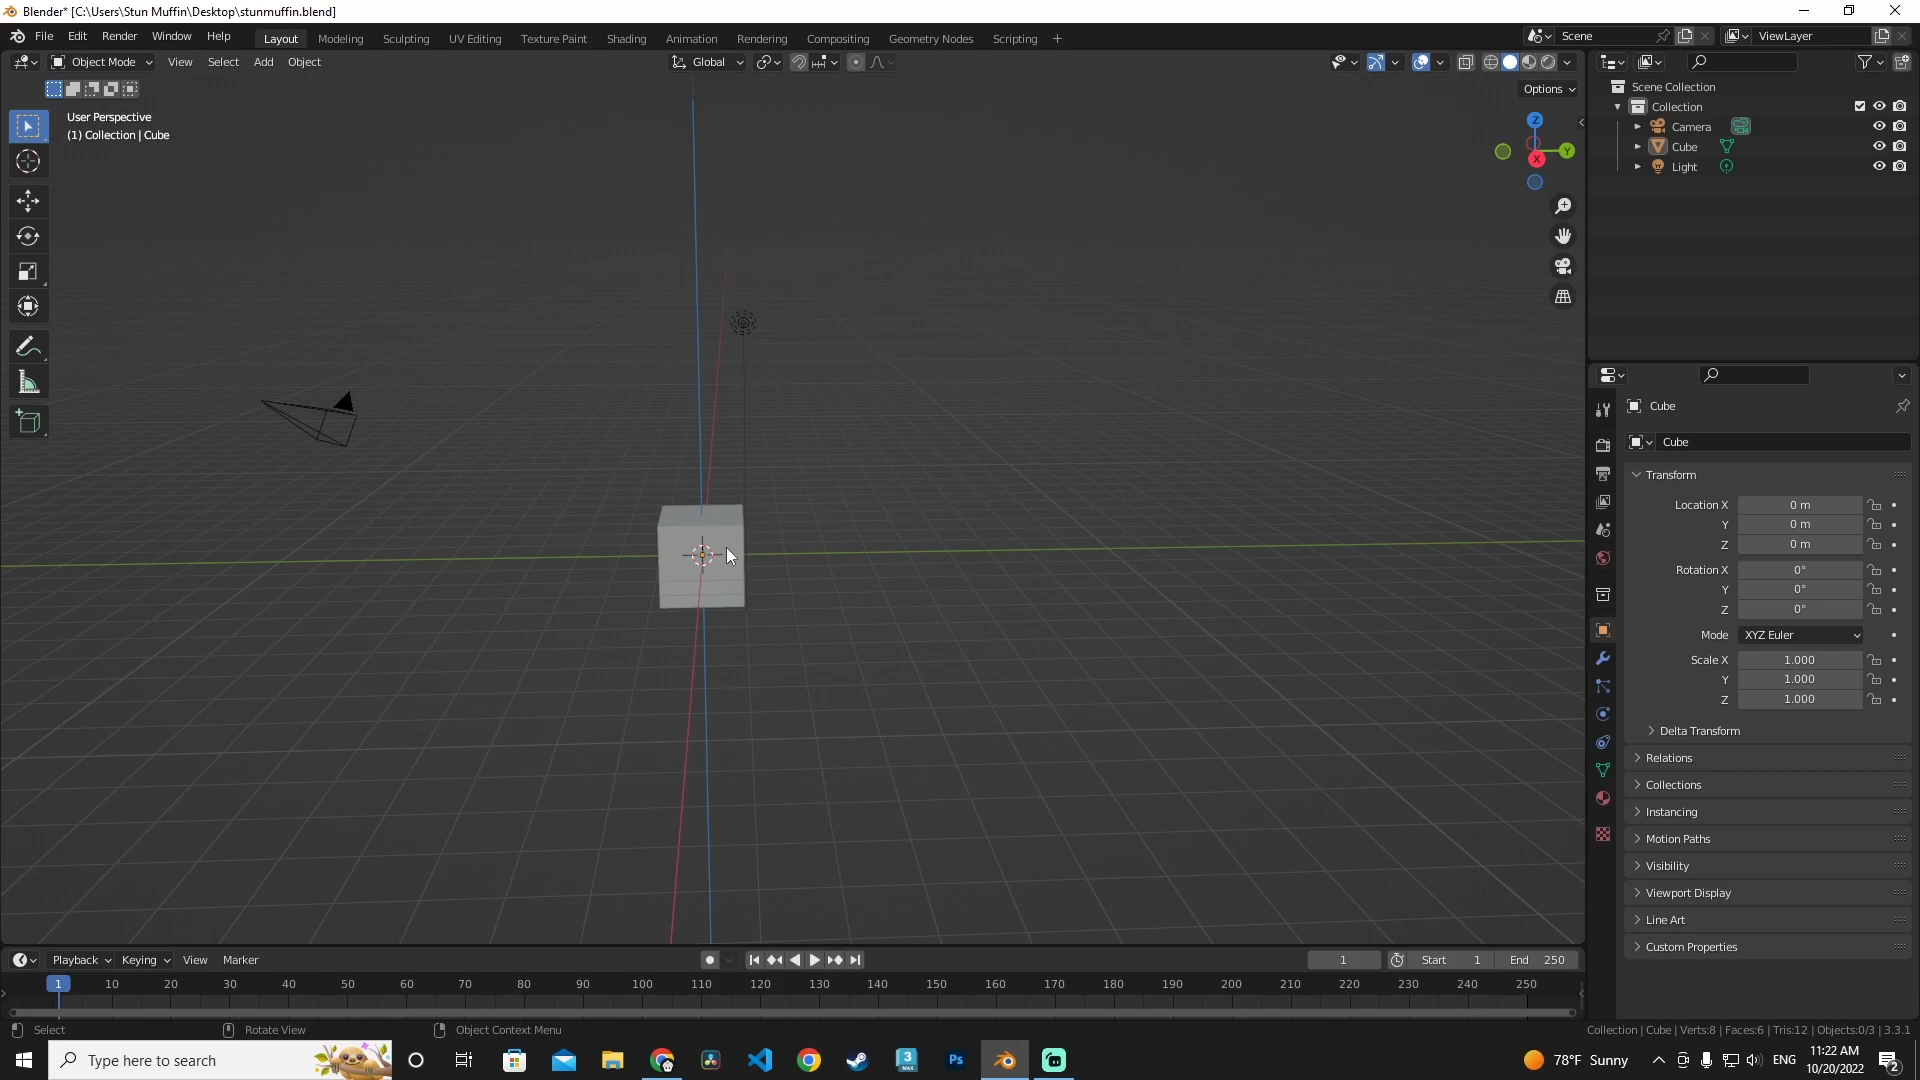 Blender* [C:\Users\Stun Muffin\Desktop\stunmuffin.blend]
File Edit Render Window Help Layout Modeling Sculpting UV Editing Texture Paint Shading Animation Rendering Compositing Geometry Nodes Scripting + Scene ViewLayer
Object Mode View Select Add Object Global
Options
User Perspective
(1) Collection | Cube
Z
Y
X
Scene Collection
Collection
Camera
Cube
Light
Cube
Cube
Transform
Location X 0 m
Y 0 m
Z 0 m
Rotation X 0°
Y 0°
Z 0°
Mode XYZ Euler
Scale X 1.000
Y 1.000
Z 1.000
Delta Transform
Relations
Collections
Instancing
Motion Paths
Visibility
Viewport Display
Line Art
Custom Properties
Playback Keying View Marker 1 Start 1 End 250
1 10 20 30 40 50 60 70 80 90 100 110 120 130 140 150 160 170 180 190 200 210 220 230 240 250
Select Rotate View Object Context Menu Collection | Cube | Verts:8 | Faces:6 | Tris:12 | Objects:0/3 | 3.3.1
Type here to search 3 MAX Ps 78°F Sunny ENG 11:22 AM
10/20/2022 2